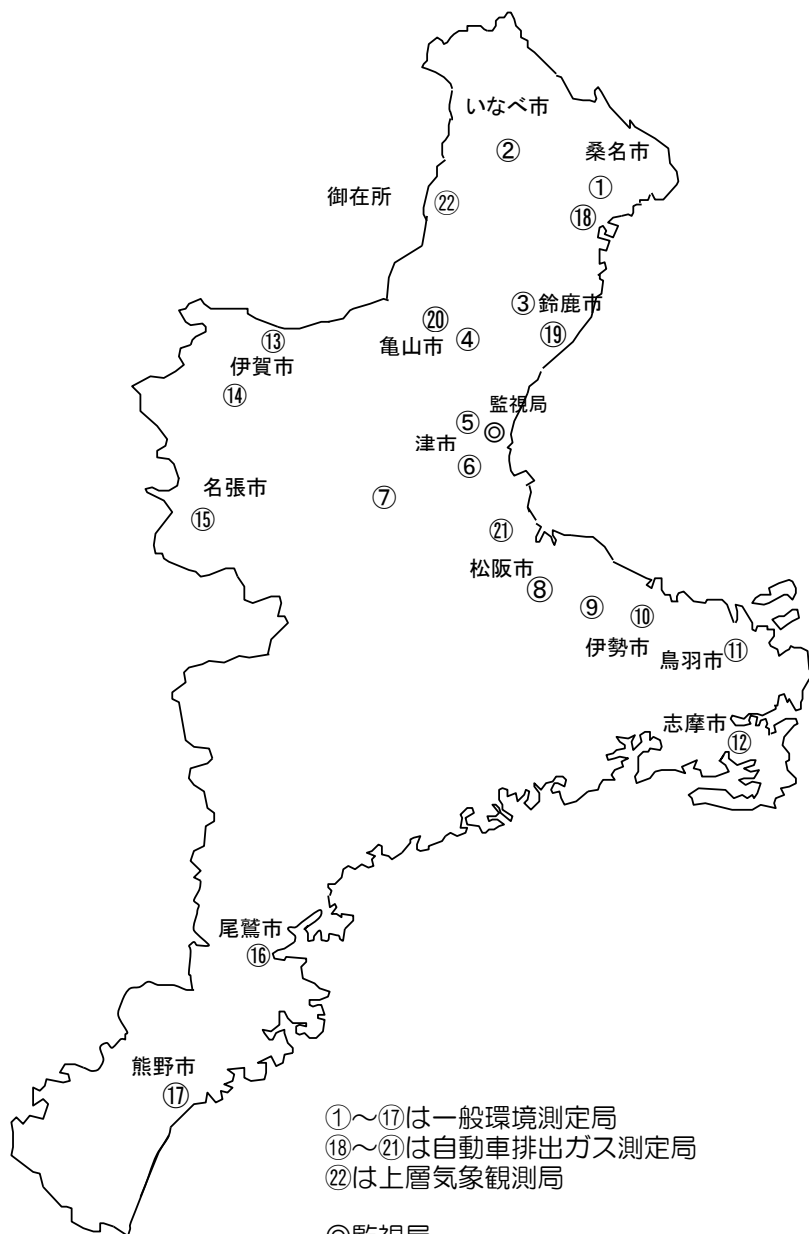 いなべ市
②
桑名市
①
御在所
㉒
⑱
③鈴鹿市
⑳
⑲
亀山市
④
⑬
伊賀市
⑭
監視局
⑤
◎
津市
⑥
名張市
⑦
⑮
㉑
松阪市
⑧
⑨
⑩
伊勢市
鳥羽市
⑪
志摩市
⑫
尾鷲市
⑯
熊野市
⑰
①～⑰は一般環境測定局
⑱～㉑は自動車排出ガス測定局
㉒は上層気象観測局
◎監視局